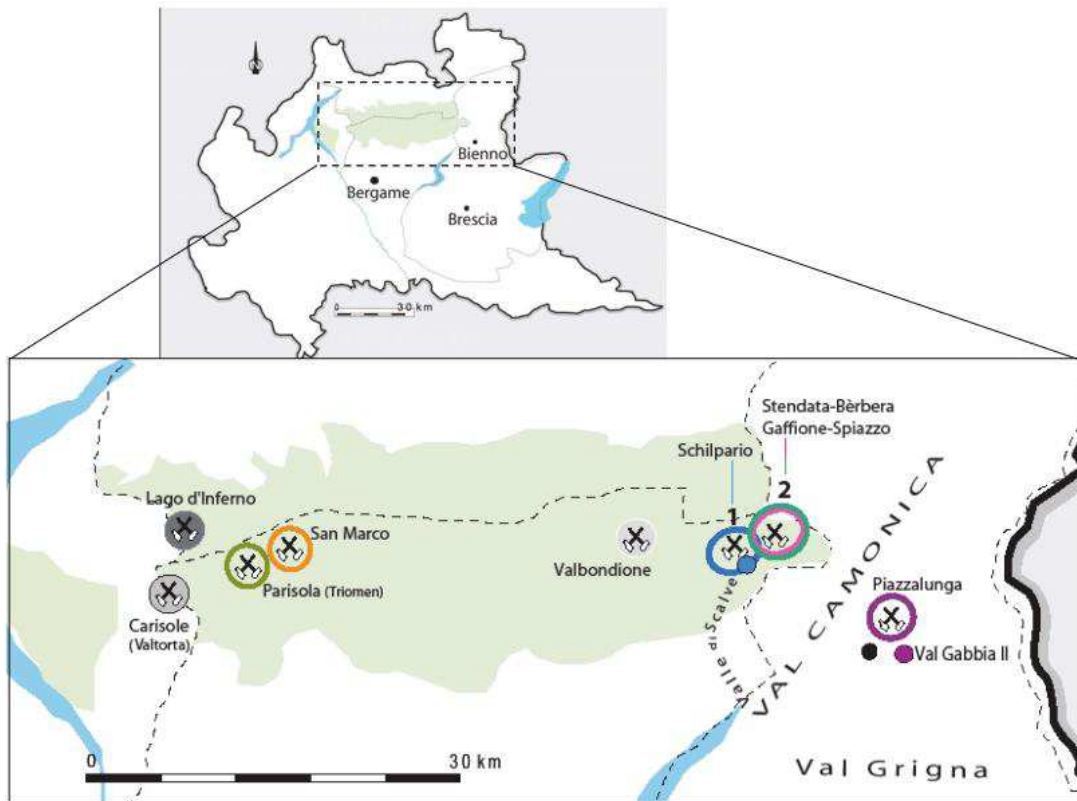 N
Bienno
Bergame
Brescia
0 30 km
Stendata-Bèrbera
Gaffione-Spiazzo
Schilpario
2
1
Lago d'Inferno
San Marco
Valbondione
Parisola (Triomen)
Carisole
(Valtorta)
Valle di Scalve
VAL CAMONICA
Piazzalunga
Val Gabbia II
0 30 km
Val Grigna